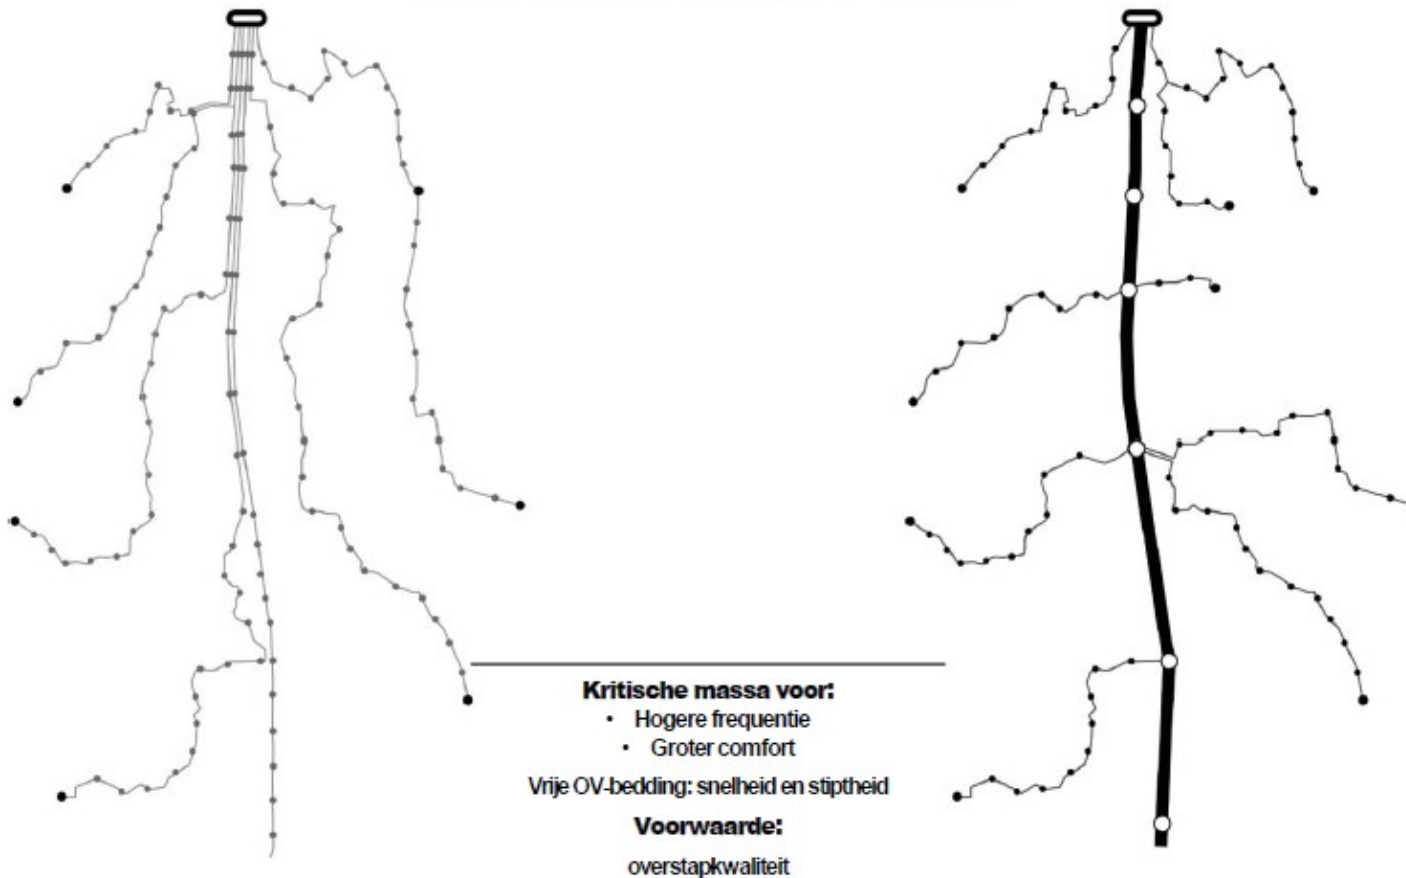 Kritische massa voor:
• Hogere frequentie
• Groter comfort
Vrije OV-bedding: snelheid en stiptheid
Voorwaarde:
overstapkwaliteit